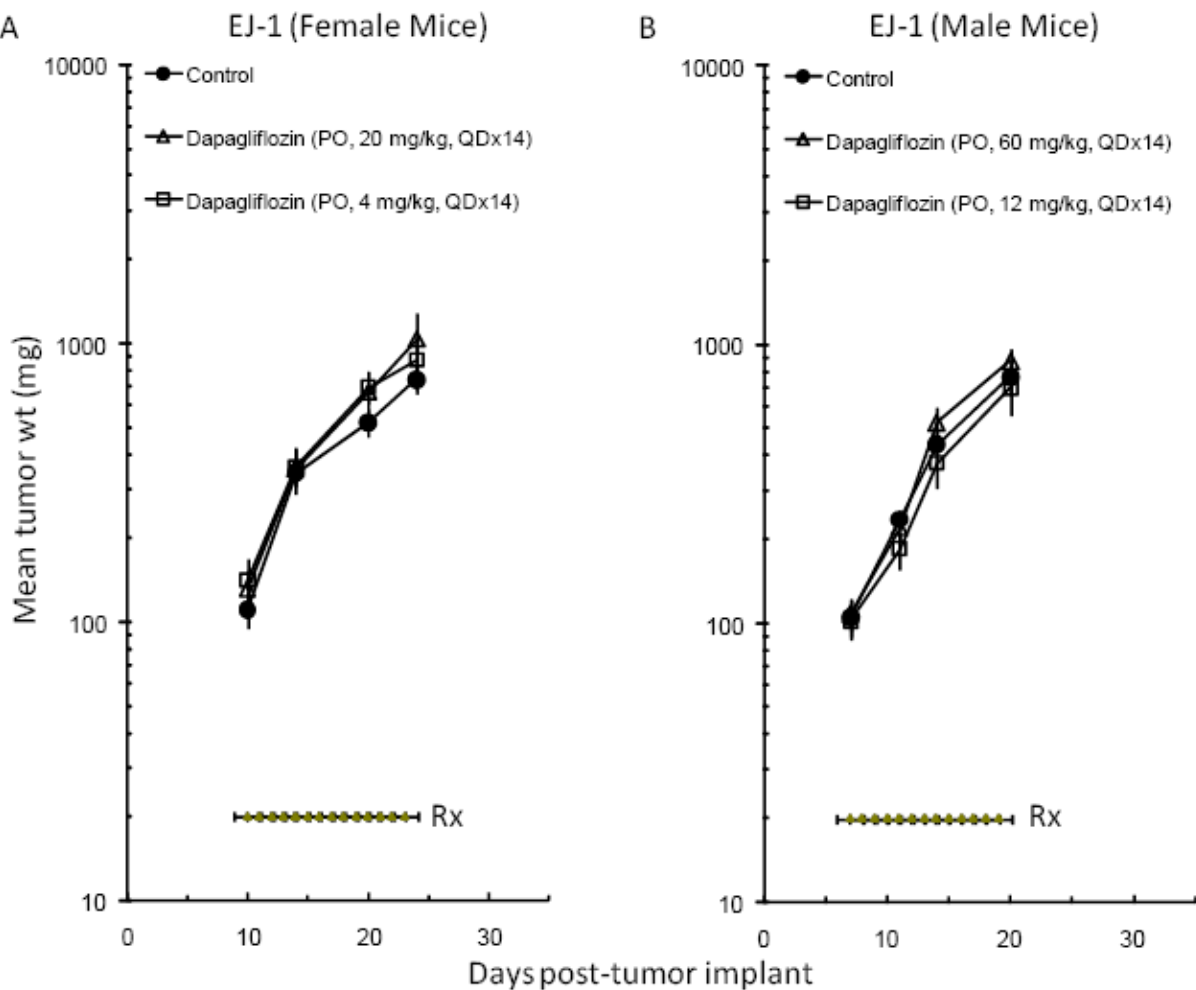 A
EJ-1 (Female Mice)
10000
Control
Dapagliflozin (PO, 20 mg/kg, QDx14)
Dapagliflozin (PO, 4 mg/kg, QDx14)
1000
100
10
Rx
0
10
20
30
Mean tumor wt (mg)
B
EJ-1 (Male Mice)
10000
Control
Dapagliflozin (PO, 60 mg/kg, QDx14)
Dapagliflozin (PO, 12 mg/kg, QDx14)
1000
100
10
Rx
0
10
20
30
Days post-tumor implant